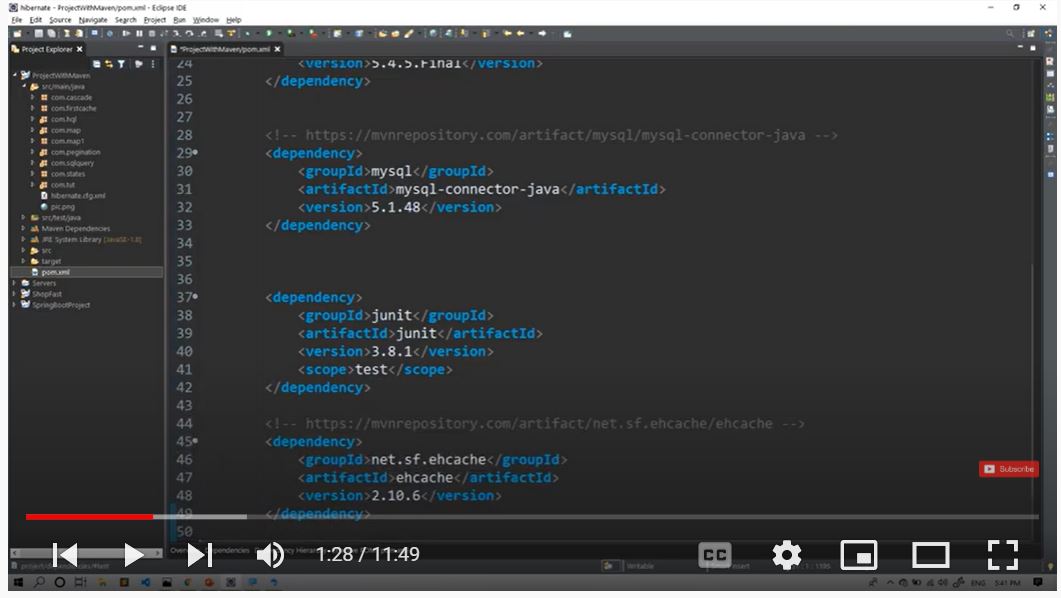 hibernate - ProjectWithMaven/pom.xml - Eclipse IDE
File Edit Source Navigate Search Project Run Window Help
Project Explorer
*ProjectWithMaven/pom.xml
ProjectWithMaven
src/main/java
com.cascade
com.firstcache
com.hql
com.map
com.map1
com.pegination
com.sqlquery
com.states
com.tut
hibernate.cfg.xml
pic.png
src/test/java
Maven Dependencies
JRE System Library [JavaSE-1.8]
src
target
pom.xml
Servers
ShopFast
SpringBootProject
24 <version>5.4.5.Final</version>
25 </dependency>
26
27
28 <!-- https://mvnrepository.com/artifact/mysql/mysql-connector-java -->
29 <dependency>
30 <groupId>mysql</groupId>
31 <artifactId>mysql-connector-java</artifactId>
32 <version>5.1.48</version>
33 </dependency>
34
35
36
37 <dependency>
38 <groupId>junit</groupId>
39 <artifactId>junit</artifactId>
40 <version>3.8.1</version>
41 <scope>test</scope>
42 </dependency>
43
44 <!-- https://mvnrepository.com/artifact/net.sf.ehcache/ehcache -->
45 <dependency>
46 <groupId>net.sf.ehcache</groupId>
47 <artifactId>ehcache</artifactId>
48 <version>2.10.6</version>
49 </dependency>
50
Subscribe
1:28 / 11:49
CC
Writable
ENG 5:41 PM